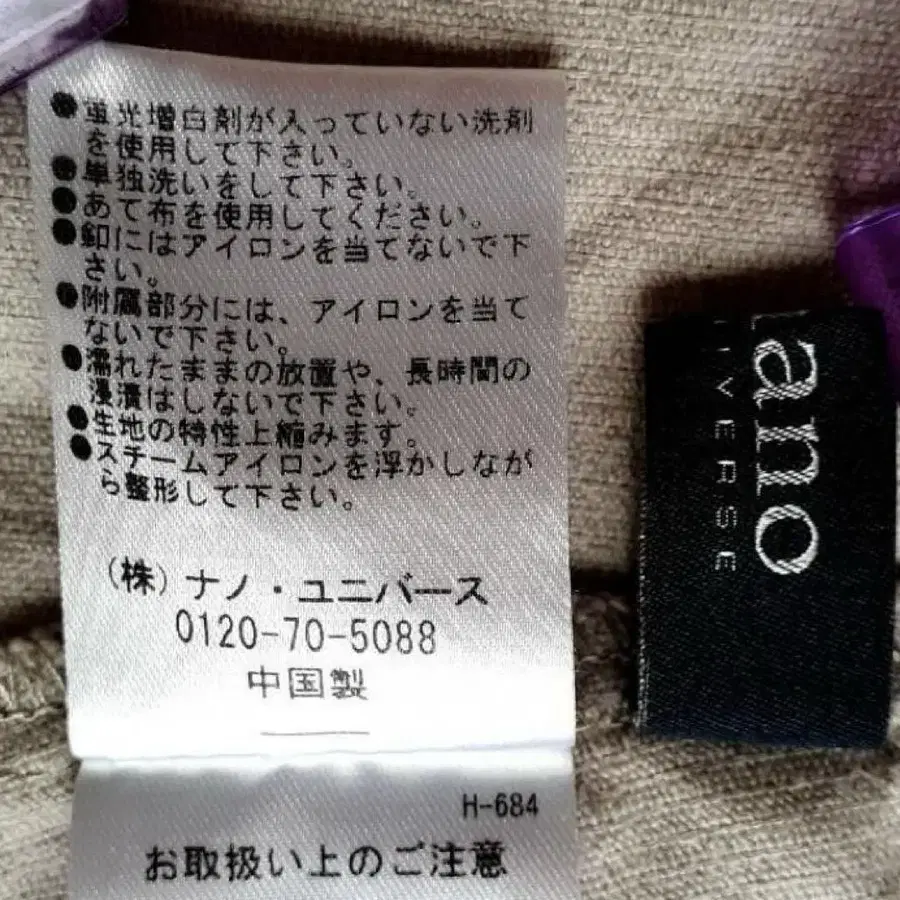 ●蛍光増白剤が入っていない洗剤
を使用して下さい。
●単独洗いをして下さい。
●あて布を使用してください。
●釦にはアイロンを当てないで下
さい。
●附属部分には、アイロンを当て
ないで下さい。
●濡れたままの放置や、長時間の
浸漬はしないで下さい。
●生地の特性上縮みます。
●スチームアイロンを浮かしなが
ら整形して下さい。
(株)ナノ・ユニバース
0120-70-5088
中国製
H-684
お取扱い上のご注意
ano
IVERSE